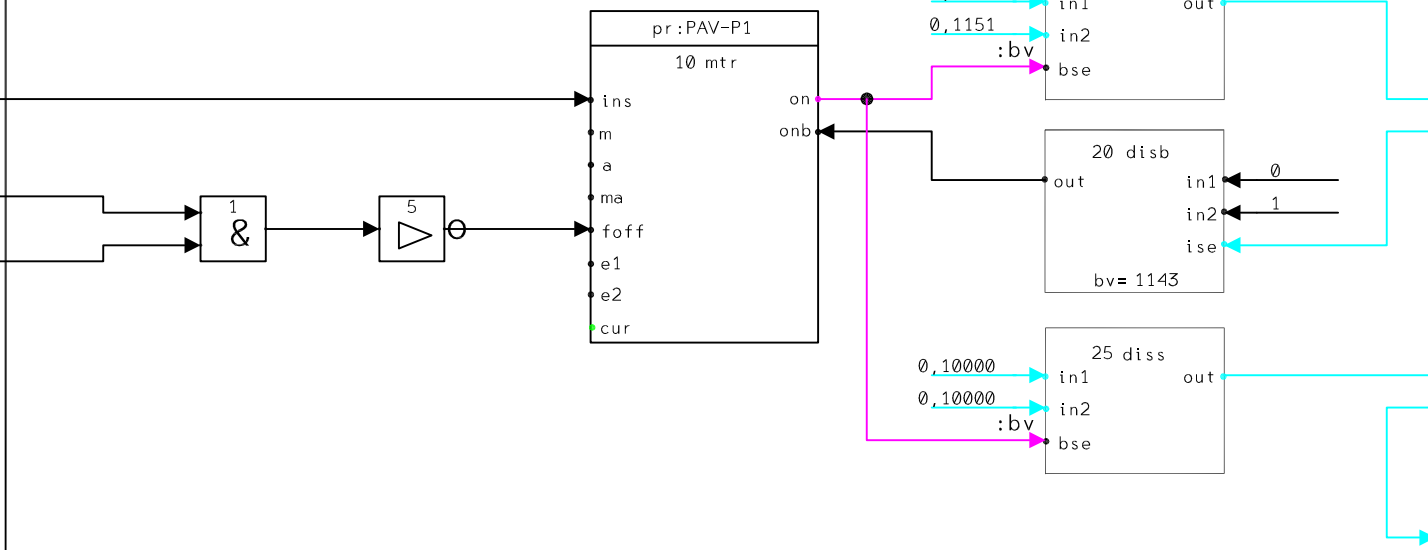 in1
out
0,1151
in2
:bv
bse
pr:PAV-P1
10 mtr
ins
on
m
onb
a
ma
foff
e1
e2
cur
1
&
5
20 disb
out
in1
0
in2
1
ise
bv= 1143
25 diss
0,10000
in1
out
0,10000
in2
:bv
bse